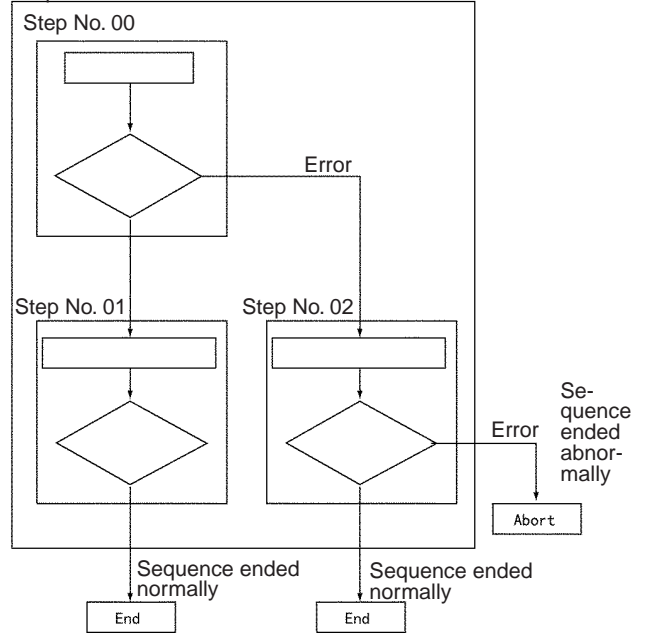 Step No. 00
Error
Step No. 01
Step No. 02
Error
Se-
quence
ended
abnor-
mally
Abort
Sequence ended
normally
Sequence ended
normally
End
End